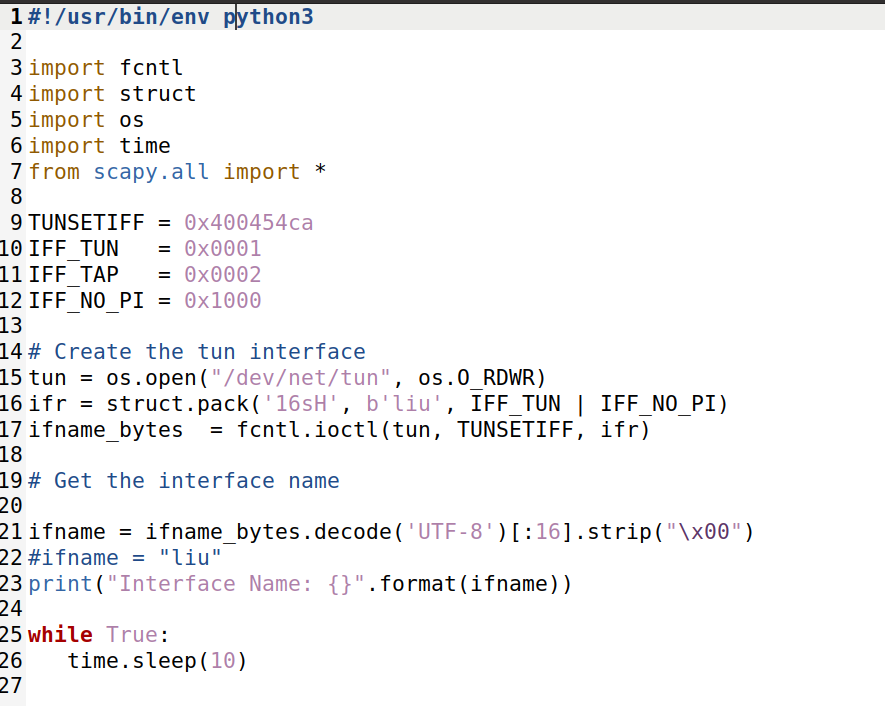 1 #!/usr/bin/env python3
2
3 import fcntl
4 import struct
5 import os
6 import time
7 from scapy.all import *
8
9 TUNSETIFF = 0x400454ca
10 IFF_TUN   = 0x0001
11 IFF_TAP   = 0x0002
12 IFF_NO_PI = 0x1000
13
14 # Create the tun interface
15 tun = os.open("/dev/net/tun", os.O_RDWR)
16 ifr = struct.pack('16sH', b'liu', IFF_TUN | IFF_NO_PI)
17 ifname_bytes  = fcntl.ioctl(tun, TUNSETIFF, ifr)
18
19 # Get the interface name
20
21 ifname = ifname_bytes.decode('UTF-8')[:16].strip("\x00")
22 #ifname = "liu"
23 print("Interface Name: {}".format(ifname))
24
25 while True:
26    time.sleep(10)
27